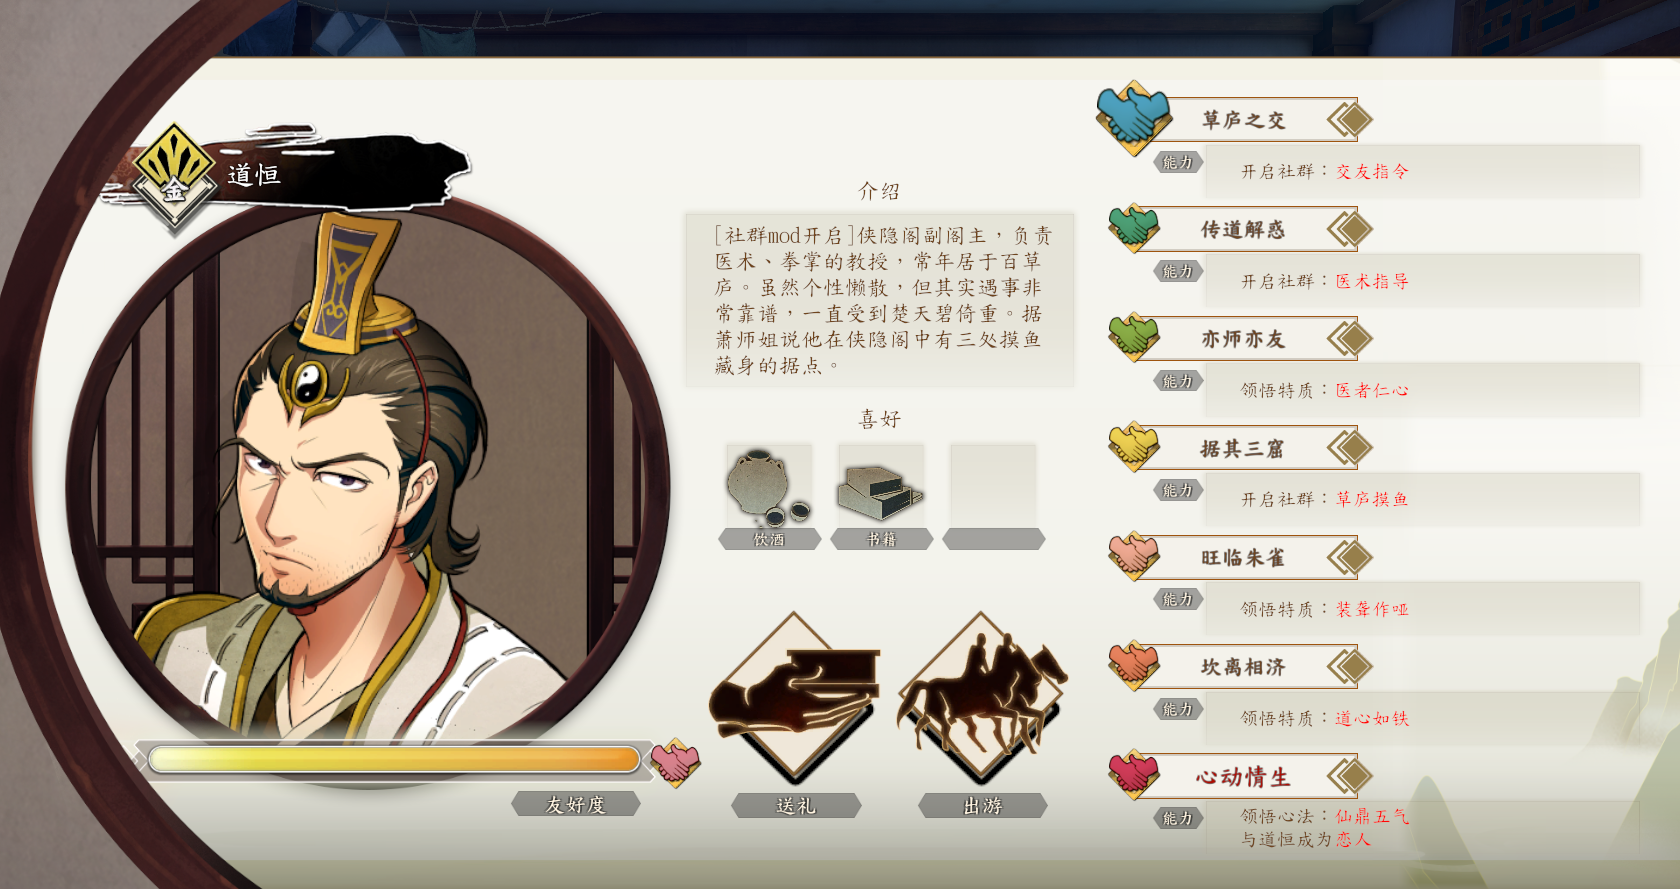 金
道恒
介绍
[社群mod开启]侠隐阁副阁主，负责
医术、拳掌的教授，常年居于百草
庐。虽然个性懒散，但其实遇事非
常靠谱，一直受到楚天碧倚重。据
萧师姐说他在侠隐阁中有三处摸鱼
藏身的据点。
喜好
饮酒
书籍
友好度
送礼
出游
草庐之交
能力
开启社群：交友指令
传道解惑
能力
开启社群：医术指导
亦师亦友
能力
领悟特质：医者仁心
据其三窟
能力
开启社群：草庐摸鱼
旺临朱雀
能力
领悟特质：装聋作哑
坎离相济
能力
领悟特质：道心如铁
心动情生
能力
领悟心法：仙鼎五气
与道恒成为恋人